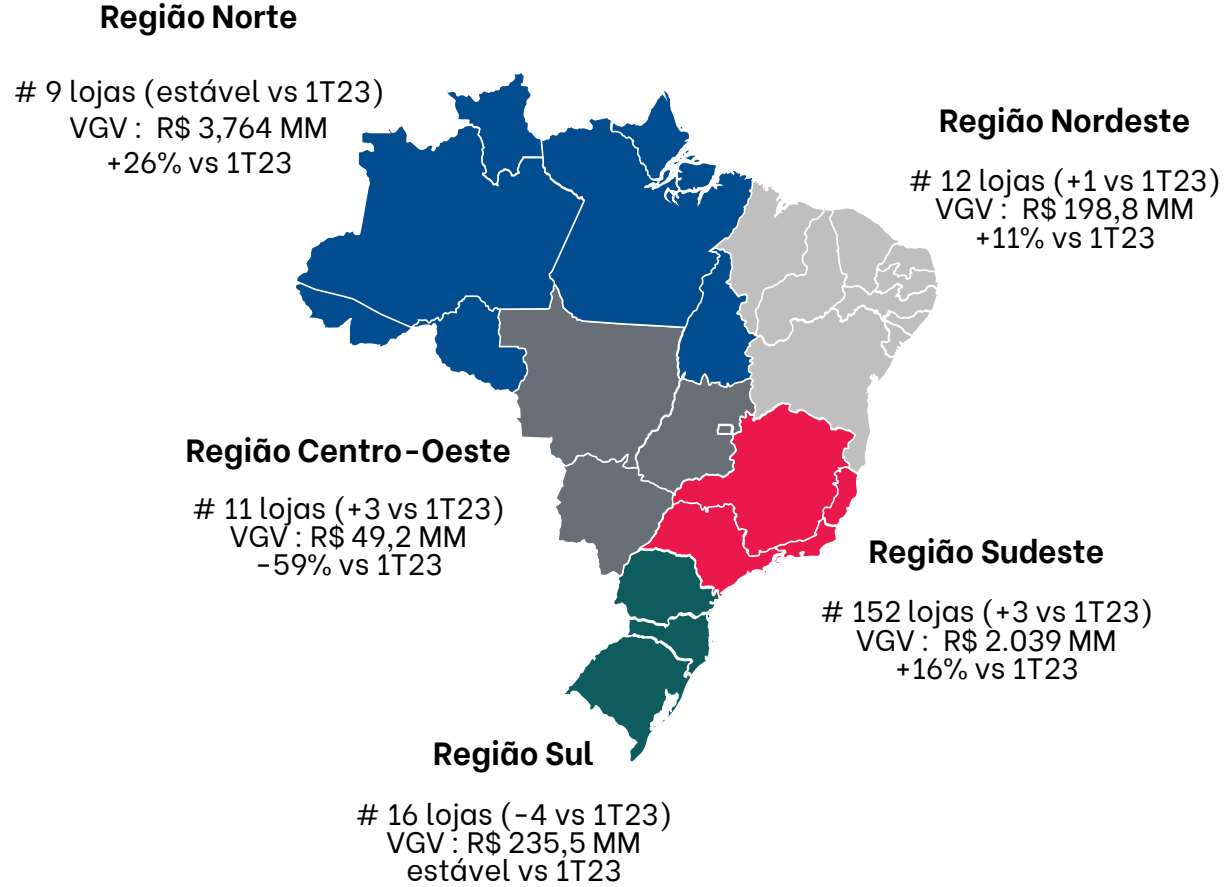 Região Norte
# 9 lojas (estável vs 1T23)
VGV : R$ 3,764 MM
+26% vs 1T23
Região Nordeste
# 12 lojas (+1 vs 1T23)
VGV : R$ 198,8 MM
+11% vs 1T23
Região Centro-Oeste
# 11 lojas (+3 vs 1T23)
VGV : R$ 49,2 MM
-59% vs 1T23
Região Sudeste
# 152 lojas (+3 vs 1T23)
VGV : R$ 2.039 MM
+16% vs 1T23
Região Sul
# 16 lojas (-4 vs 1T23)
VGV : R$ 235,5 MM
estável vs 1T23